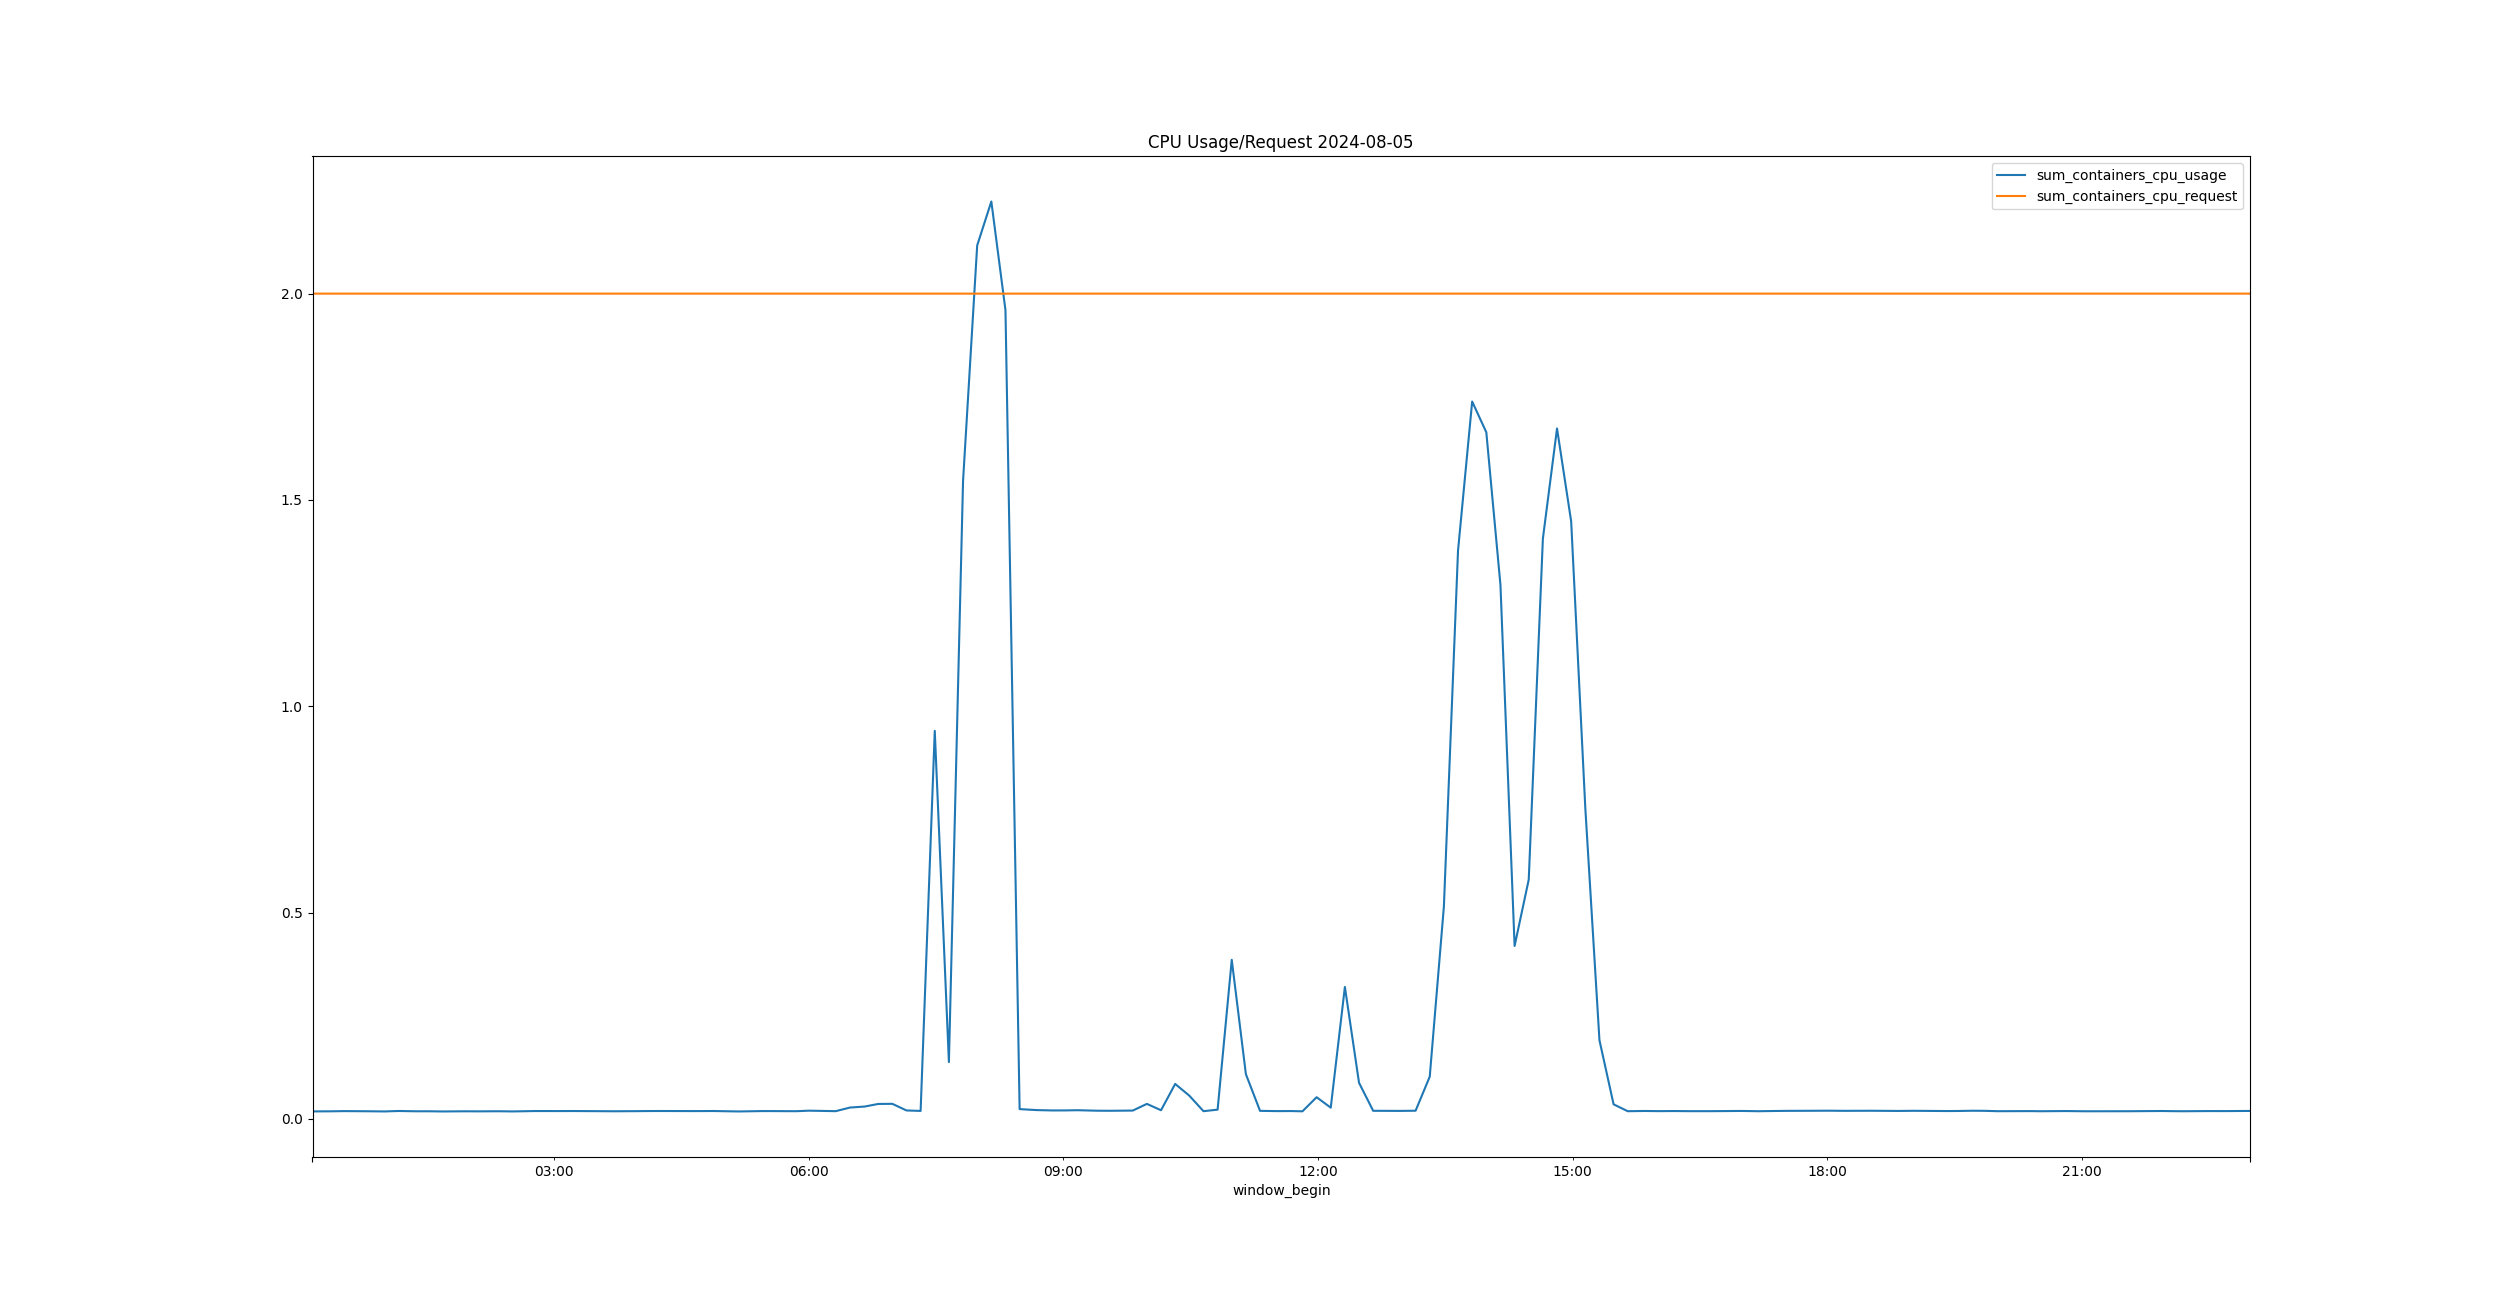 CPU Usage/Request 2024-08-05
sum_containers_cpu_usage
sum_containers_cpu_request
2.0
1.5
1.0
0.5
0.0
03:00 06:00 09:00 12:00 15:00 18:00 21:00
window_begin